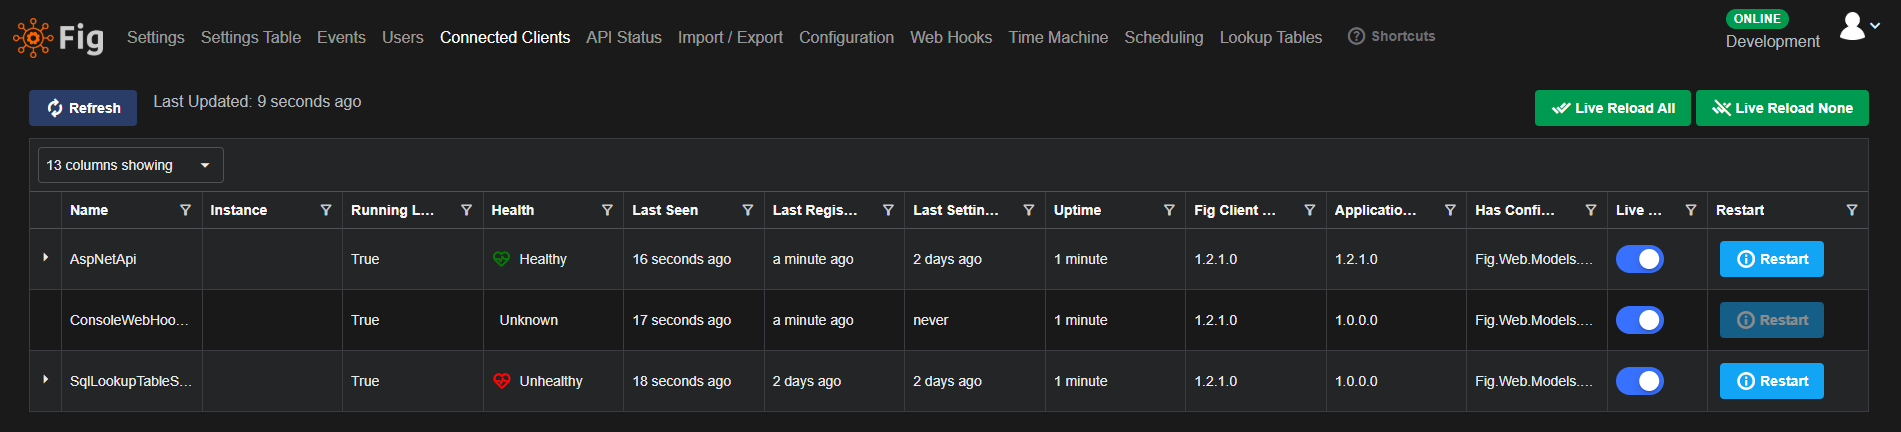 Fig Settings Settings Table Events Users Connected Clients API Status Import / Export Configuration Web Hooks Time Machine Scheduling Lookup Tables Shortcuts
ONLINE
Development
Refresh Last Updated: 9 seconds ago Live Reload All Live Reload None
13 columns showing
Name Instance Running L... Health Last Seen Last Regis... Last Settin... Uptime Fig Client ... Applicatio... Has Confi... Live ... Restart
AspNetApi True Healthy 16 seconds ago a minute ago 2 days ago 1 minute 1.2.1.0 1.2.1.0 Fig.Web.Models.... Restart
ConsoleWebHoo... True Unknown 17 seconds ago a minute ago never 1 minute 1.2.1.0 1.0.0.0 Fig.Web.Models.... Restart
SqlLookupTableS... True Unhealthy 18 seconds ago 2 days ago 2 days ago 1 minute 1.2.1.0 1.0.0.0 Fig.Web.Models.... Restart